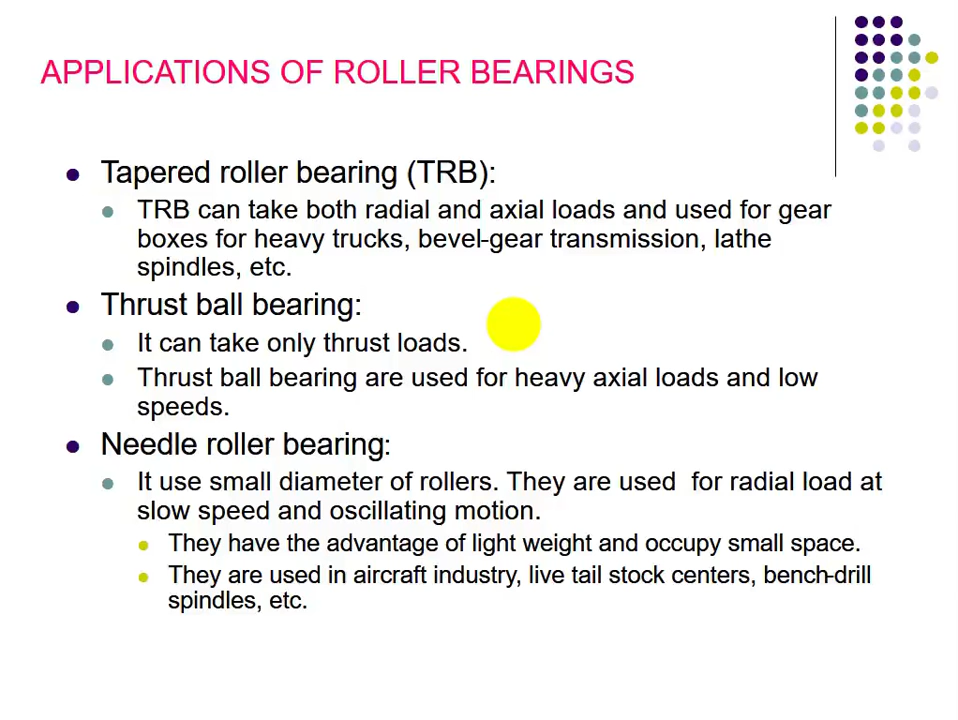 APPLICATIONS OF ROLLER BEARINGS
Tapered roller bearing (TRB):
TRB can take both radial and axial loads and used for gear
boxes for heavy trucks, bevel-gear transmission, lathe
spindles, etc.
Thrust ball bearing:
It can take only thrust loads.
Thrust ball bearing are used for heavy axial loads and low
speeds.
Needle roller bearing:
It use small diameter of rollers. They are used  for radial load at
slow speed and oscillating motion.
They have the advantage of light weight and occupy small space.
They are used in aircraft industry, live tail stock centers, bench-drill
spindles, etc.